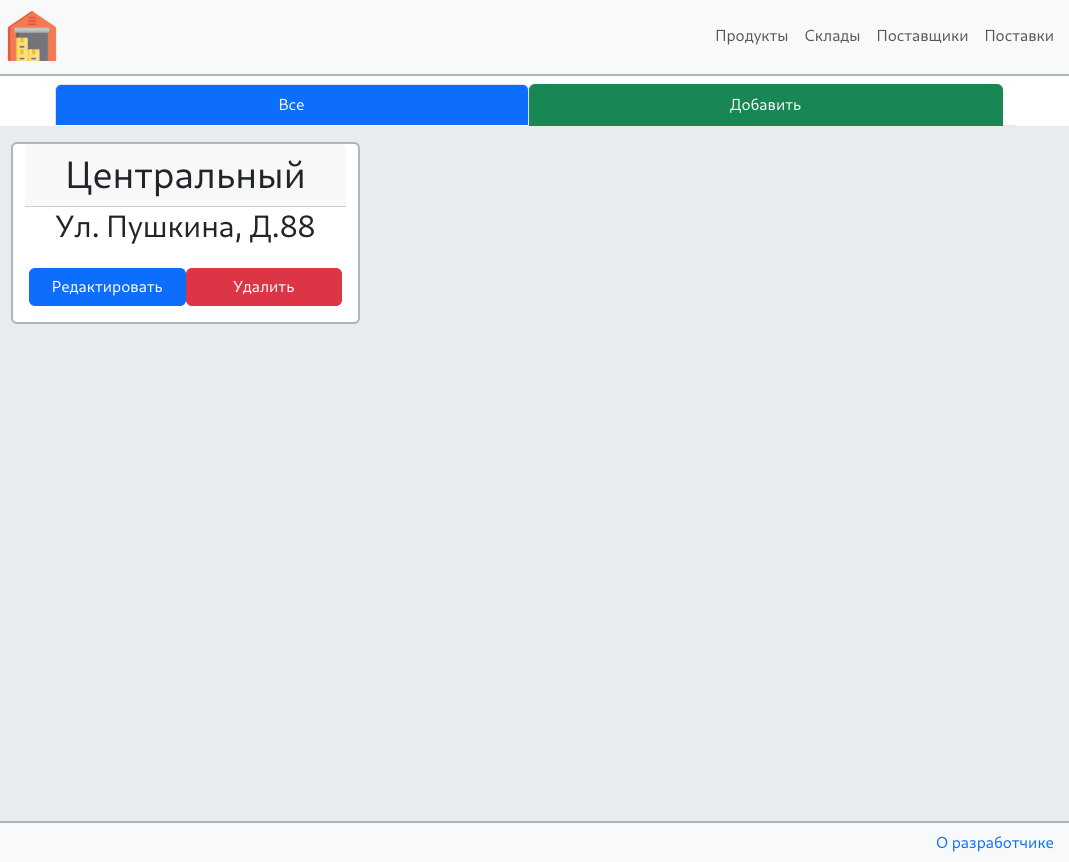 Продукты Склады Поставщики Поставки
Все Добавить
Центральный
Ул. Пушкина, Д.88
Редактировать Удалить
О разработчике